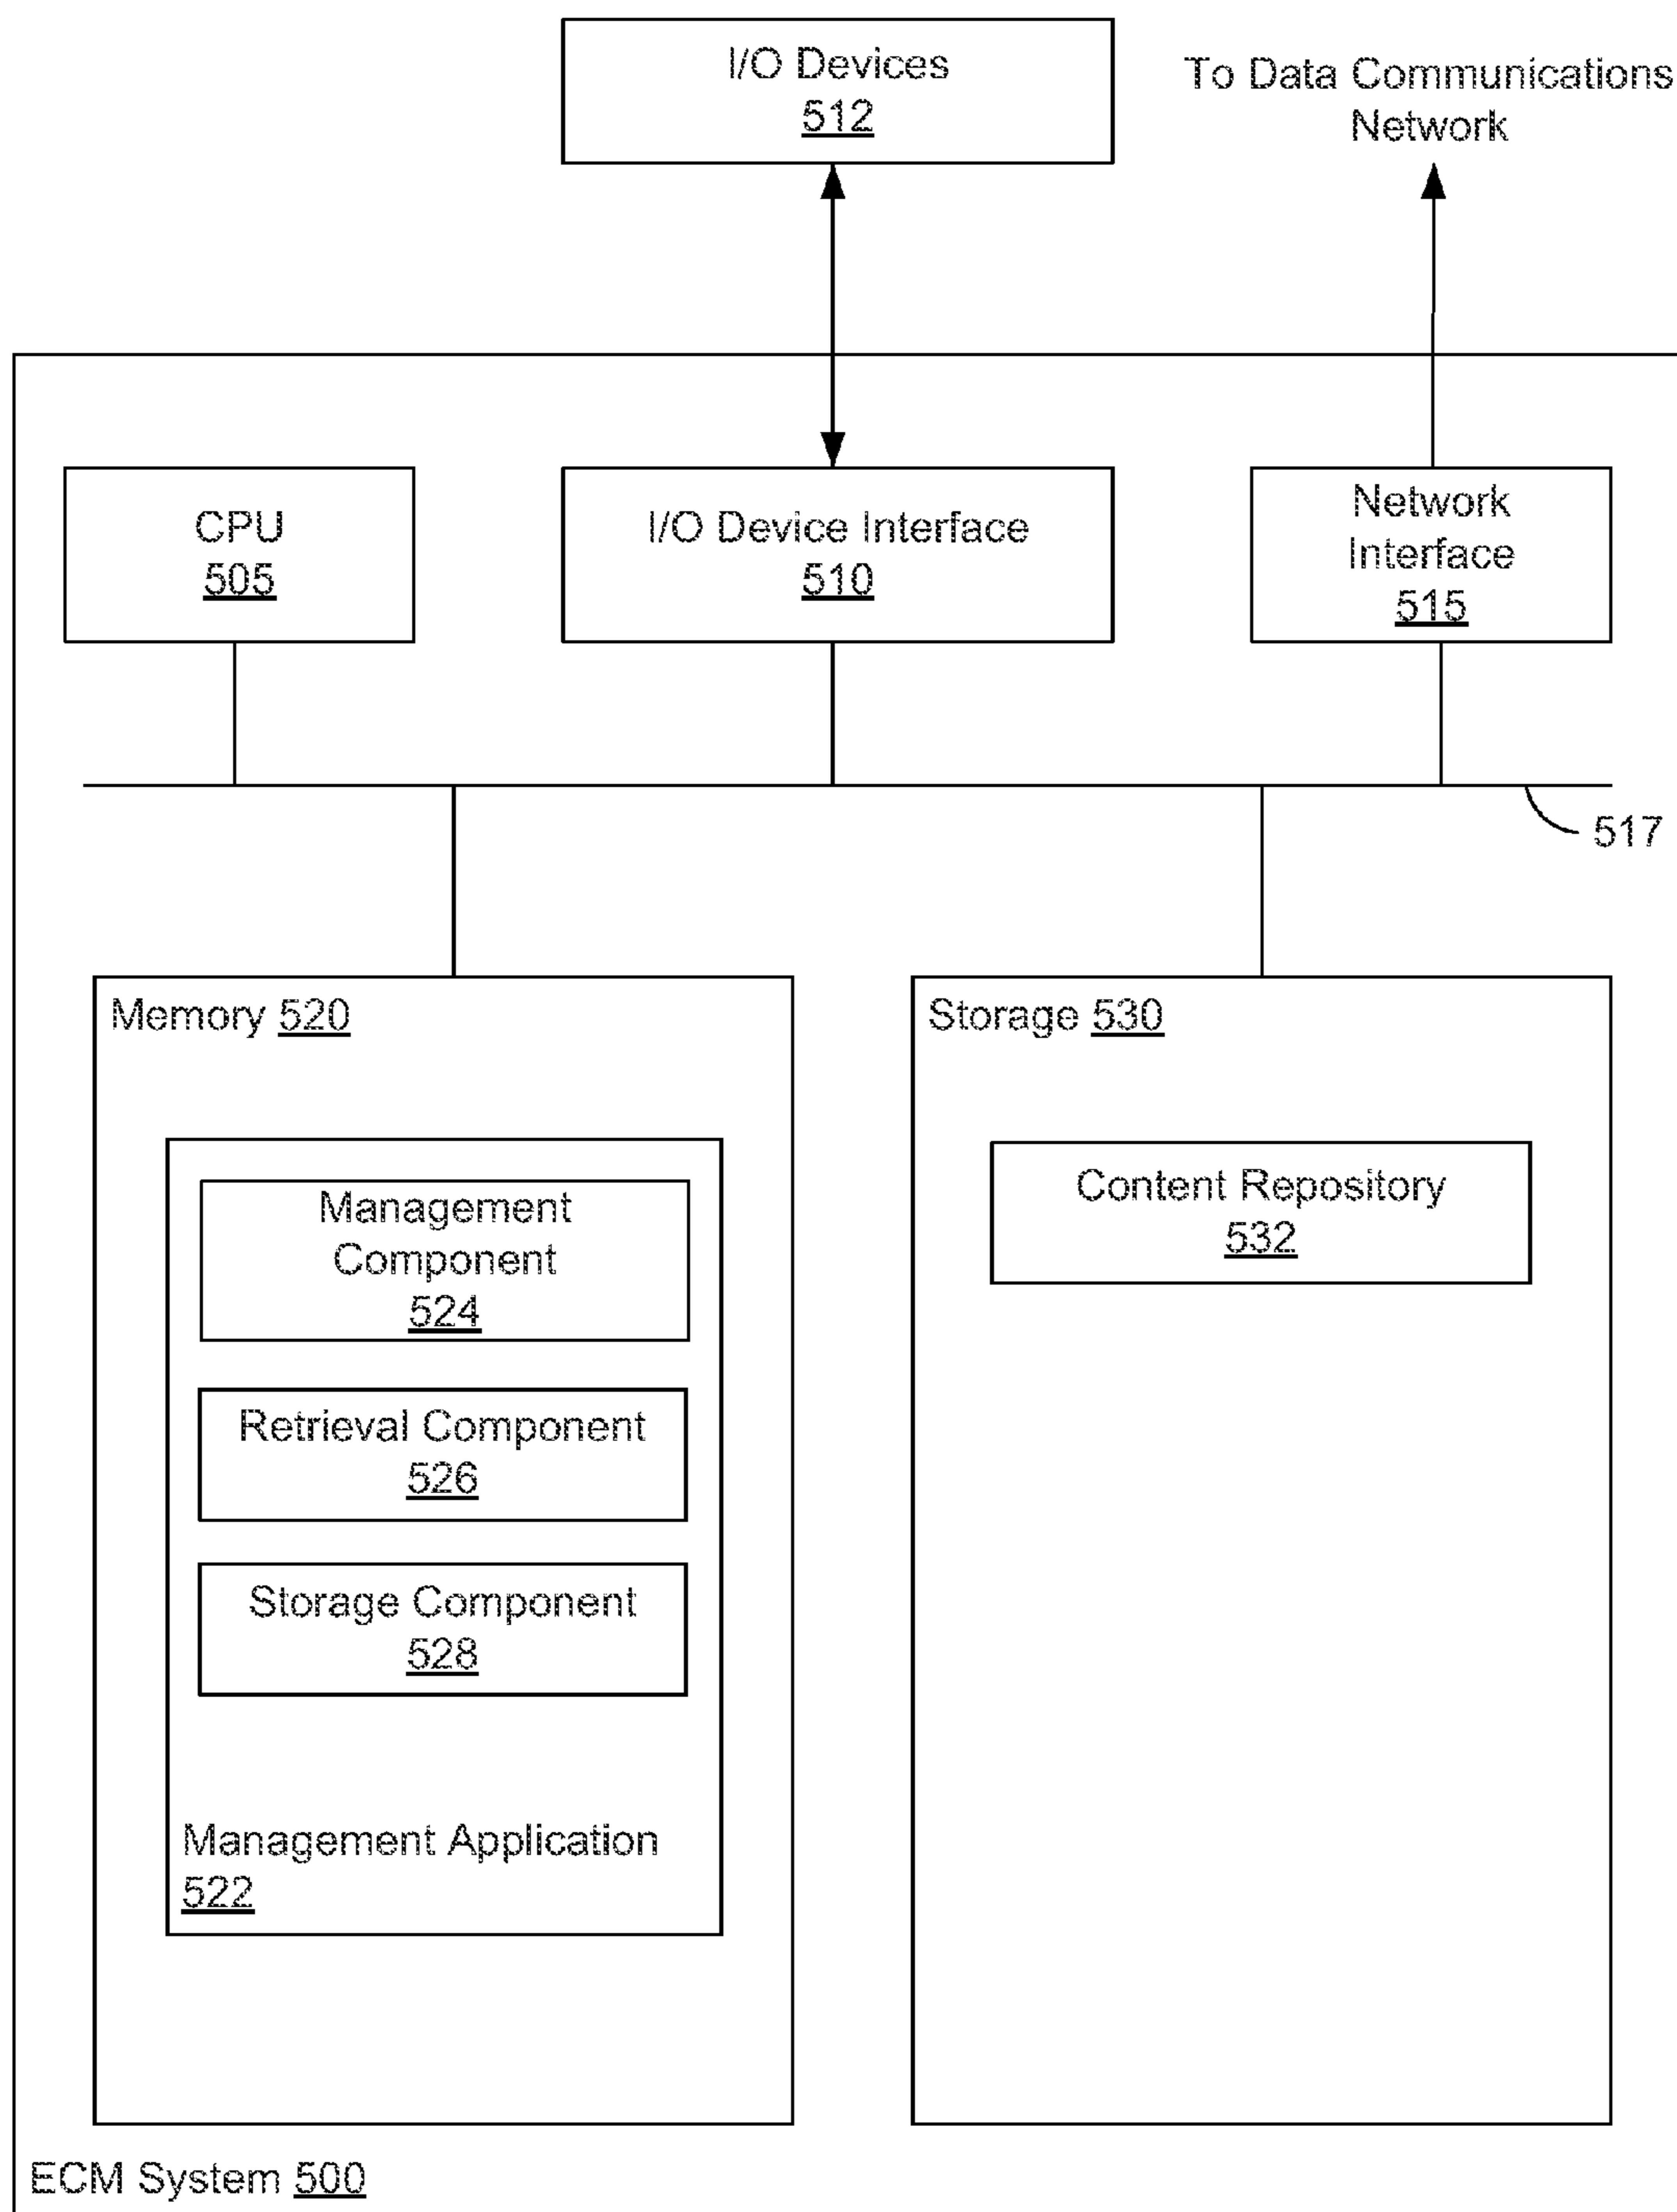 I/O Devices
512
To Data Communications
Network
CPU
505
I/O Device Interface
510
Network
Interface
515
517
Memory 520
Storage 530
Management
Component
524
Content Repository
532
Retrieval Component
526
Storage Component
528
Management Application
522
ECM System 500